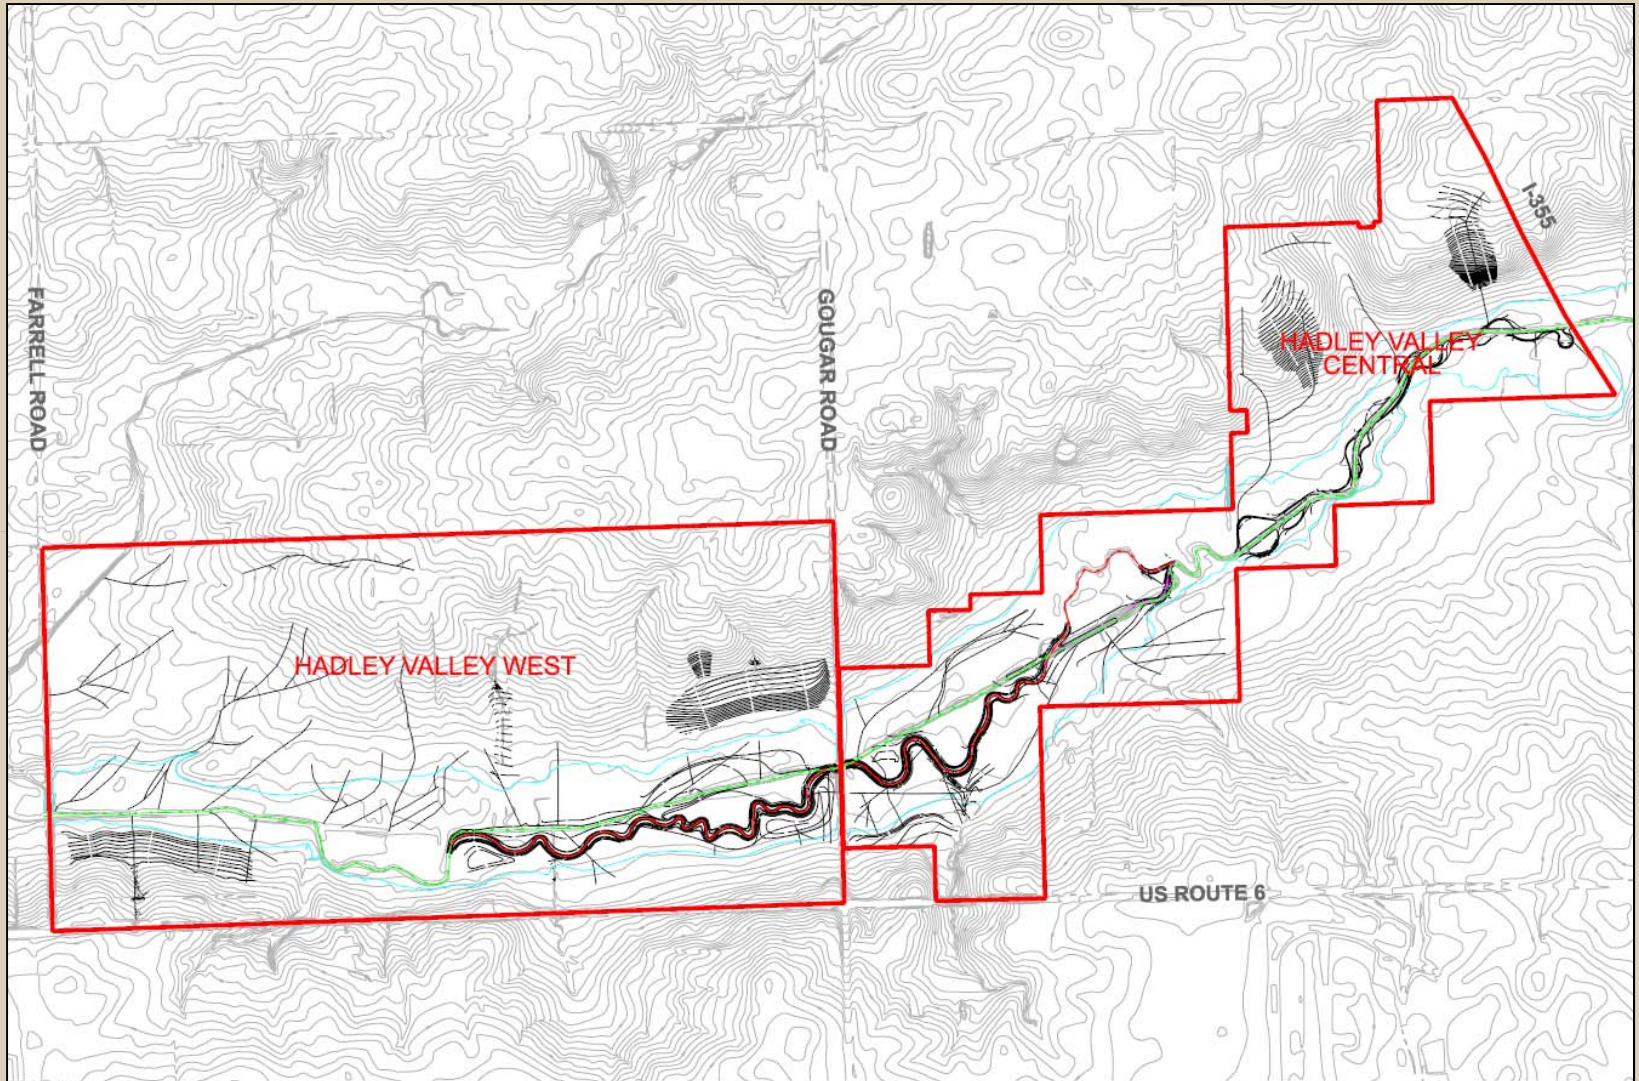 I-355
FARRELL ROAD
GOUGAR ROAD
HADLEY VALLEY
CENTRAL
HADLEY VALLEY WEST
US ROUTE 6